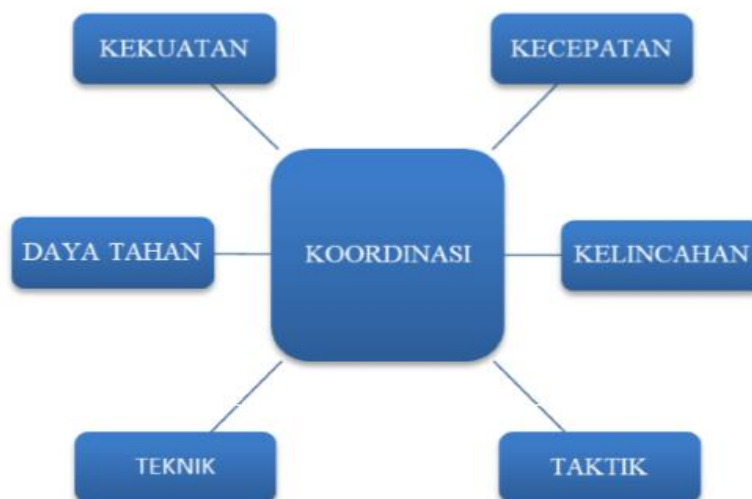 KEKUATAN
KECEPATAN
DAYA TAHAN
KOORDINASI
KELINCAHAN
TEKNIK
TAKTIK